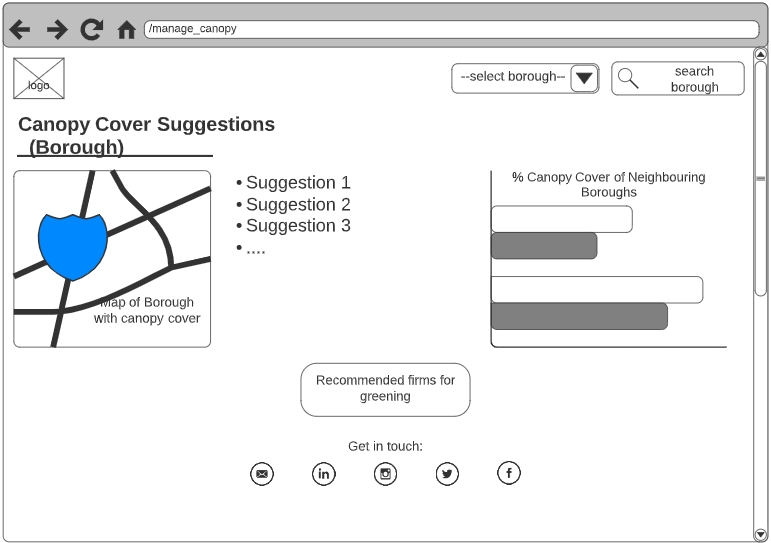 /manage_canopy
logo
--select borough--
search
borough
Canopy Cover Suggestions
(Borough)
Map of Borough
with canopy cover
• Suggestion 1
• Suggestion 2
• Suggestion 3
• ....
% Canopy Cover of Neighbouring
Boroughs
Recommended firms for
greening
Get in touch:
in
f